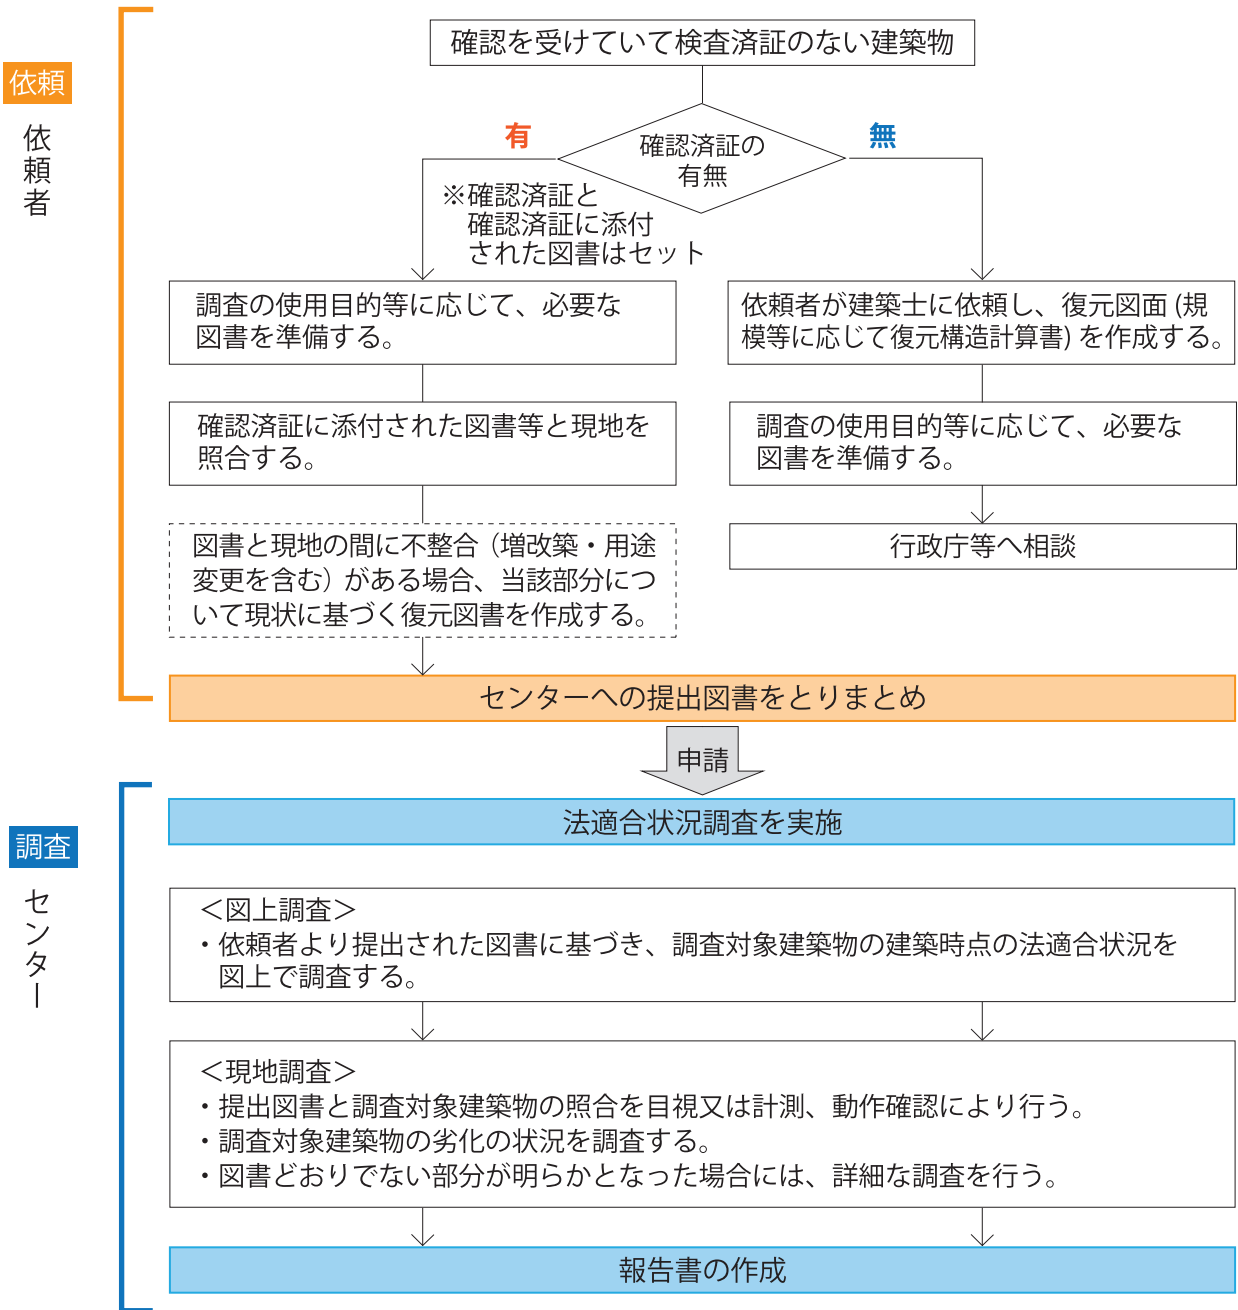 確認を受けていて検査済証のない建築物
依頼
依頼者
確認済証の
有無
有
無
※確認済証と
確認済証に添付
された図書はセット
調査の使用目的等に応じて、必要な
図書を準備する。
確認済証に添付された図書等と現地を
照合する。
図書と現地の間に不整合（増改築・用途
変更を含む）がある場合、当該部分につ
いて現状に基づく復元図書を作成する。
依頼者が建築士に依頼し、復元図面 (規
模等に応じて復元構造計算書) を作成する。
調査の使用目的等に応じて、必要な
図書を準備する。
行政庁等へ相談
センターへの提出図書をとりまとめ
申請
調査
センター
法適合状況調査を実施
＜図上調査＞
・依頼者より提出された図書に基づき、調査対象建築物の建築時点の法適合状況を
図上で調査する。
＜現地調査＞
・提出図書と調査対象建築物の照合を目視又は計測、動作確認により行う。
・調査対象建築物の劣化の状況を調査する。
・図書どおりでない部分が明らかとなった場合には、詳細な調査を行う。
報告書の作成